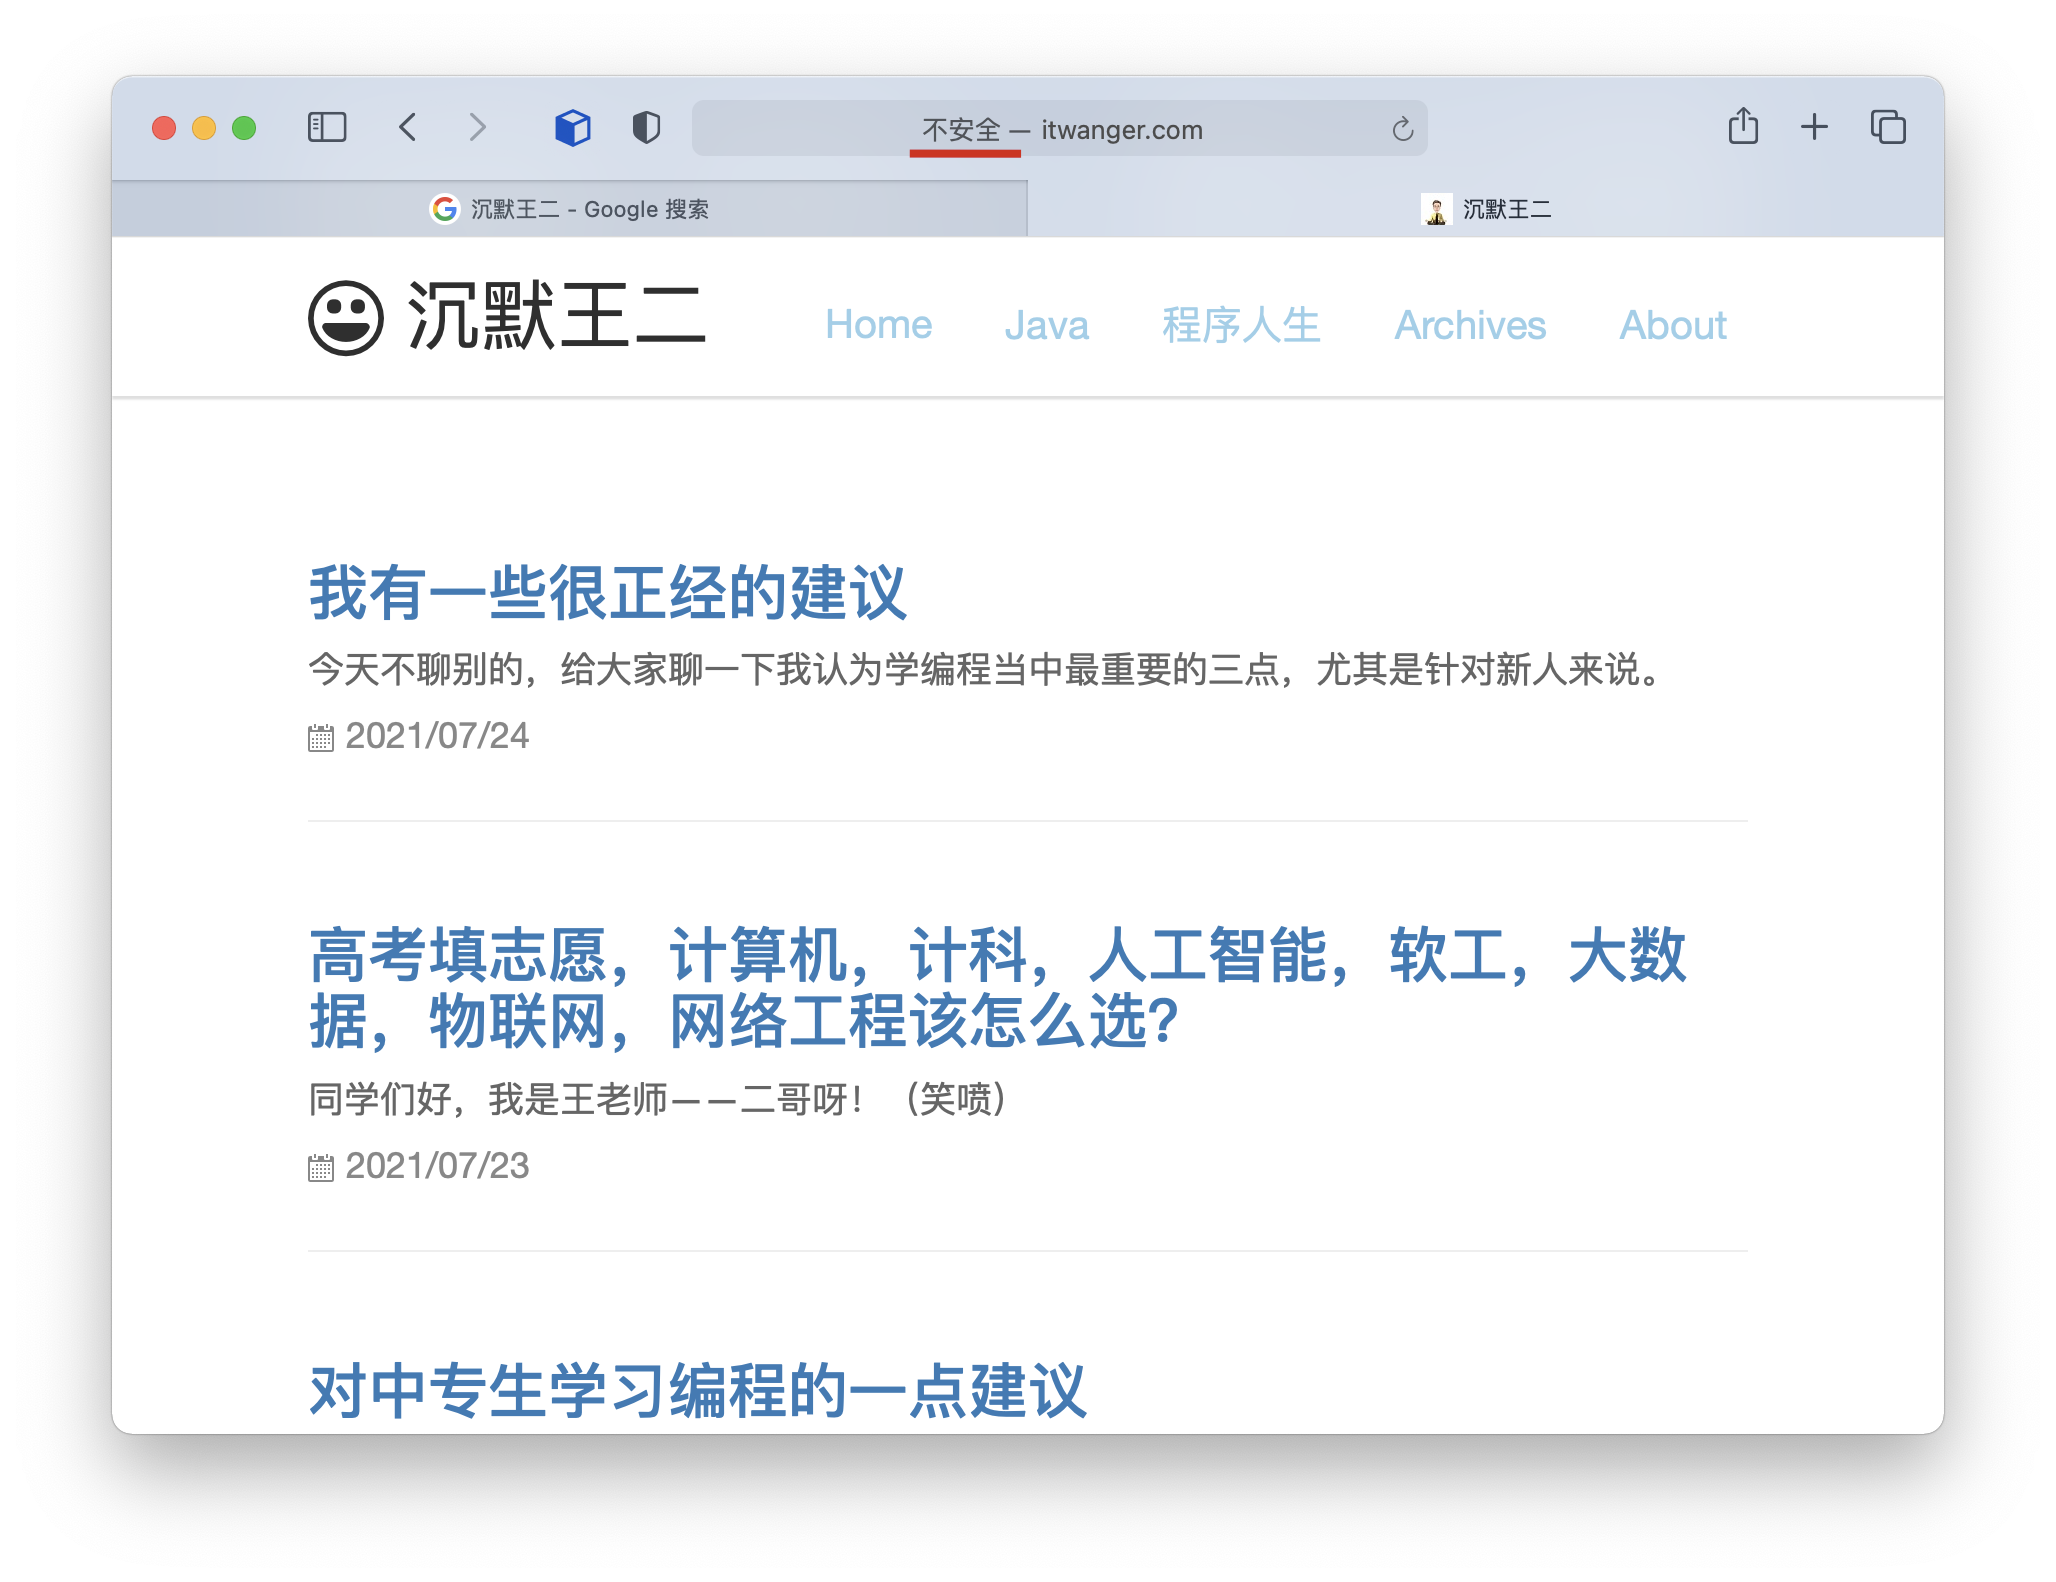 不安全 — itwanger.com
沉默王二 - Google 搜索
沉默王二
沉默王二
Home
Java
程序人生
Archives
About
我有一些很正经的建议
今天不聊别的，给大家聊一下我认为学编程当中最重要的三点，尤其是针对新人来说。
2021/07/24
高考填志愿，计算机，计科，人工智能，软工，大数
据，物联网，网络工程该怎么选？
同学们好，我是王老师——二哥呀！（笑喷）
2021/07/23
对中专生学习编程的一点建议